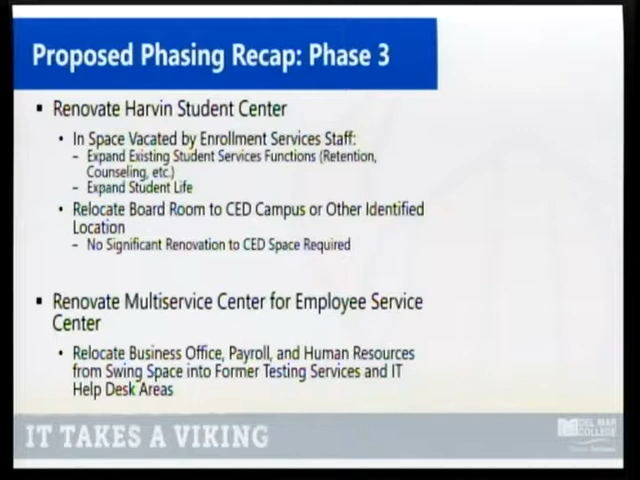 Proposed Phasing Recap: Phase 3
▪ Renovate Harvin Student Center
• In Space Vacated by Enrollment Services Staff:
– Expand Existing Student Services Functions (Retention,
Counseling, etc.)
– Expand Student Life
• Relocate Board Room to CED Campus or Other Identified
Location
– No Significant Renovation to CED Space Required
▪ Renovate Multiservice Center for Employee Service
Center
• Relocate Business Office, Payroll, and Human Resources
from Swing Space into Former Testing Services and IT
Help Desk Areas
IT TAKES A VIKING
DEL MAR
COLLEGE